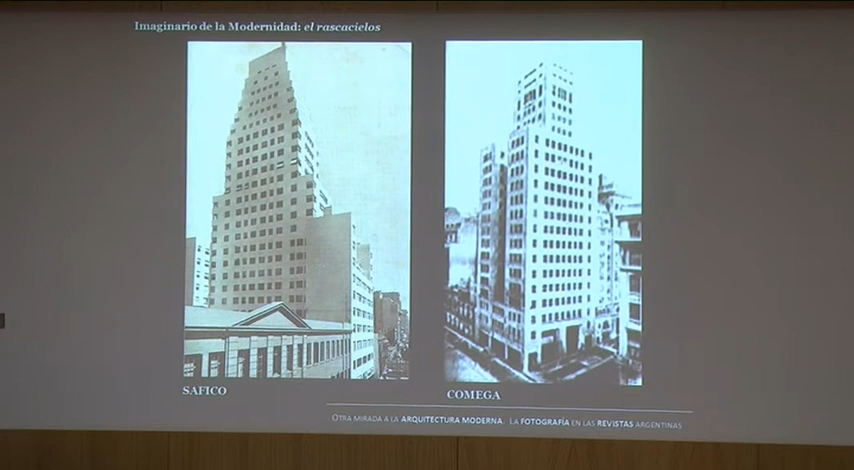 Imaginario de la Modernidad: el rascacielos
SAFICO
COMEGA
OTRA MIRADA A LA ARQUITECTURA MODERNA. LA FOTOGRAFÍA EN LAS REVISTAS ARGENTINAS